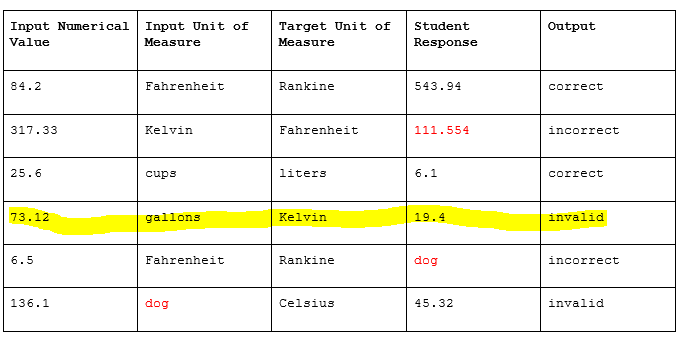 Input Numerical Value Input Unit of Measure Target Unit of Measure Student Response Output
84.2 Fahrenheit Rankine 543.94 correct
317.33 Kelvin Fahrenheit 111.554 incorrect
25.6 cups liters 6.1 correct
73.12 gallons Kelvin 19.4 invalid
6.5 Fahrenheit Rankine dog incorrect
136.1 dog Celsius 45.32 invalid